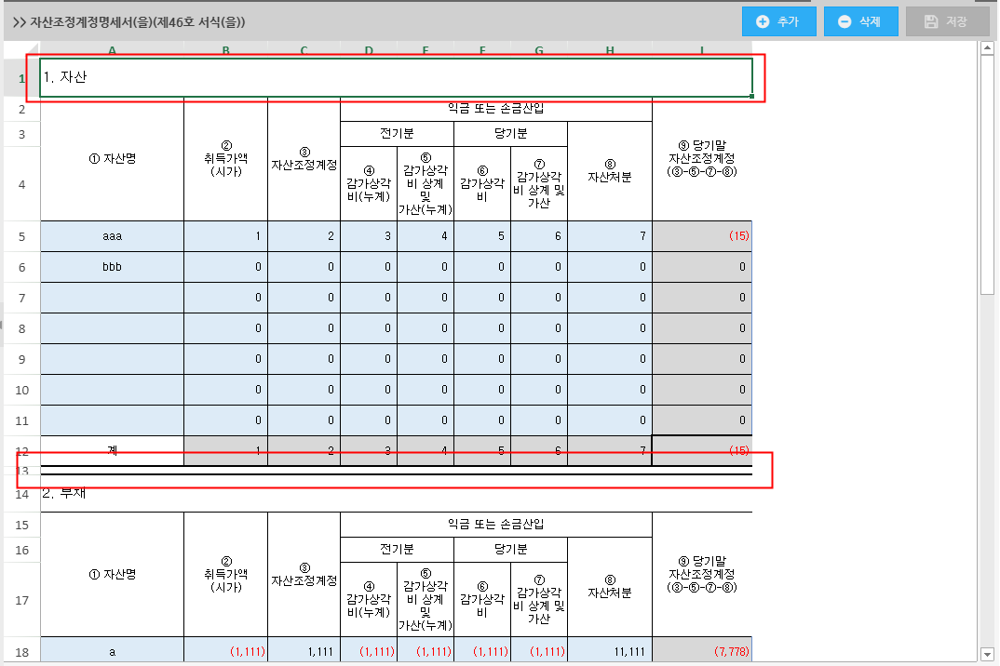 >> 자산조정계정명세서(을)(제46호 서식(을))
추가 삭제 저장
A B C D E F G H I
1 1. 자산
2 익금 또는 손금산입
3 전기분 당기분
4 ① 자산명 ② 취득가액 (시가) ③ 자산조정계정 ④ 감가상각 비(누계) ⑤ 감가상각 비 상계 및 가산(누계) ⑥ 감가상각 비 ⑦ 감가상각 비 상계 및 가산 ⑧ 자산처분 ⑨ 당기말 자산조정계정 (③-⑤-⑦-⑧)
5 aaa 1 2 3 4 5 6 7 (15)
6 bbb 0 0 0 0 0 0 0 0
7 0 0 0 0 0 0 0 0
8 0 0 0 0 0 0 0 0
9 0 0 0 0 0 0 0 0
10 0 0 0 0 0 0 0 0
11 0 0 0 0 0 0 0 0
12 계 1 2 3 4 5 6 7 (15)
13
14 2. 부채
15 익금 또는 손금산입
16 전기분 당기분
17 ① 자산명 ② 취득가액 (시가) ③ 자산조정계정 ④ 감가상각 비(누계) ⑤ 감가상각 비 상계 및 가산(누계) ⑥ 감가상각 비 ⑦ 감가상각 비 상계 및 가산 ⑧ 자산처분 ⑨ 당기말 자산조정계정 (③-⑤-⑦-⑧)
18 a (1,111) 1,111 (1,111) (1,111) (1,111) (1,111) 11,111 (7,778)